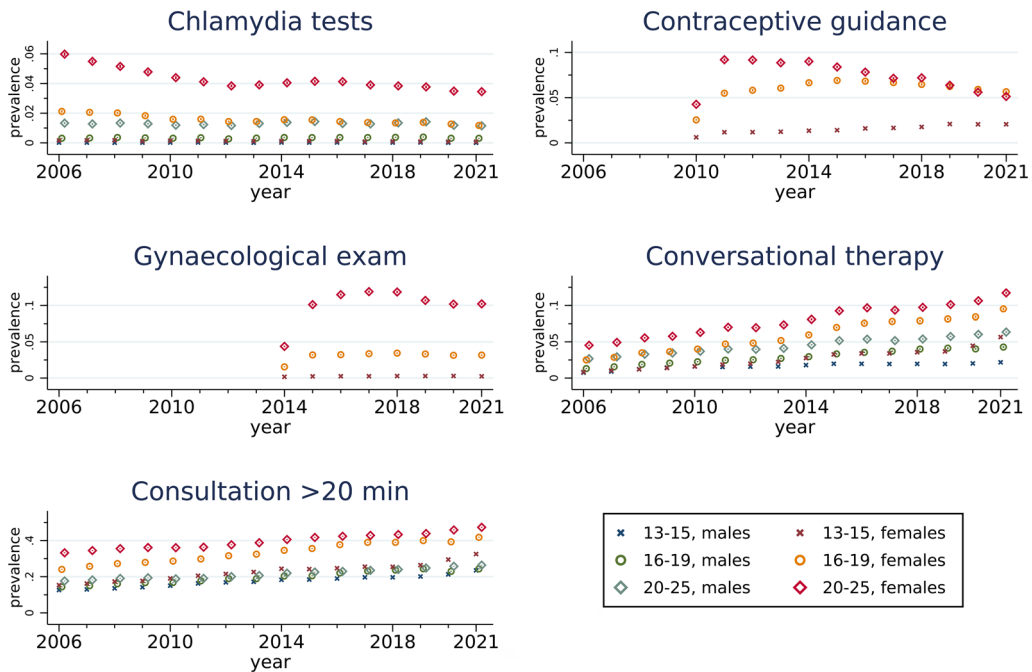 Chlamydia tests
prevalence
0 .02 .04 .06
2006 2010 2014 2018 2021
year
Contraceptive guidance
prevalence
0 .05 .1
2006 2010 2014 2018 2021
year
Gynaecological exam
prevalence
0 .05 .1
2006 2010 2014 2018 2021
year
Conversational therapy
prevalence
0 .05 .1
2006 2010 2014 2018 2021
year
Consultation >20 min
prevalence
0 .2 .4
2006 2010 2014 2018 2021
year
13-15, males 13-15, females
16-19, males 16-19, females
20-25, males 20-25, females